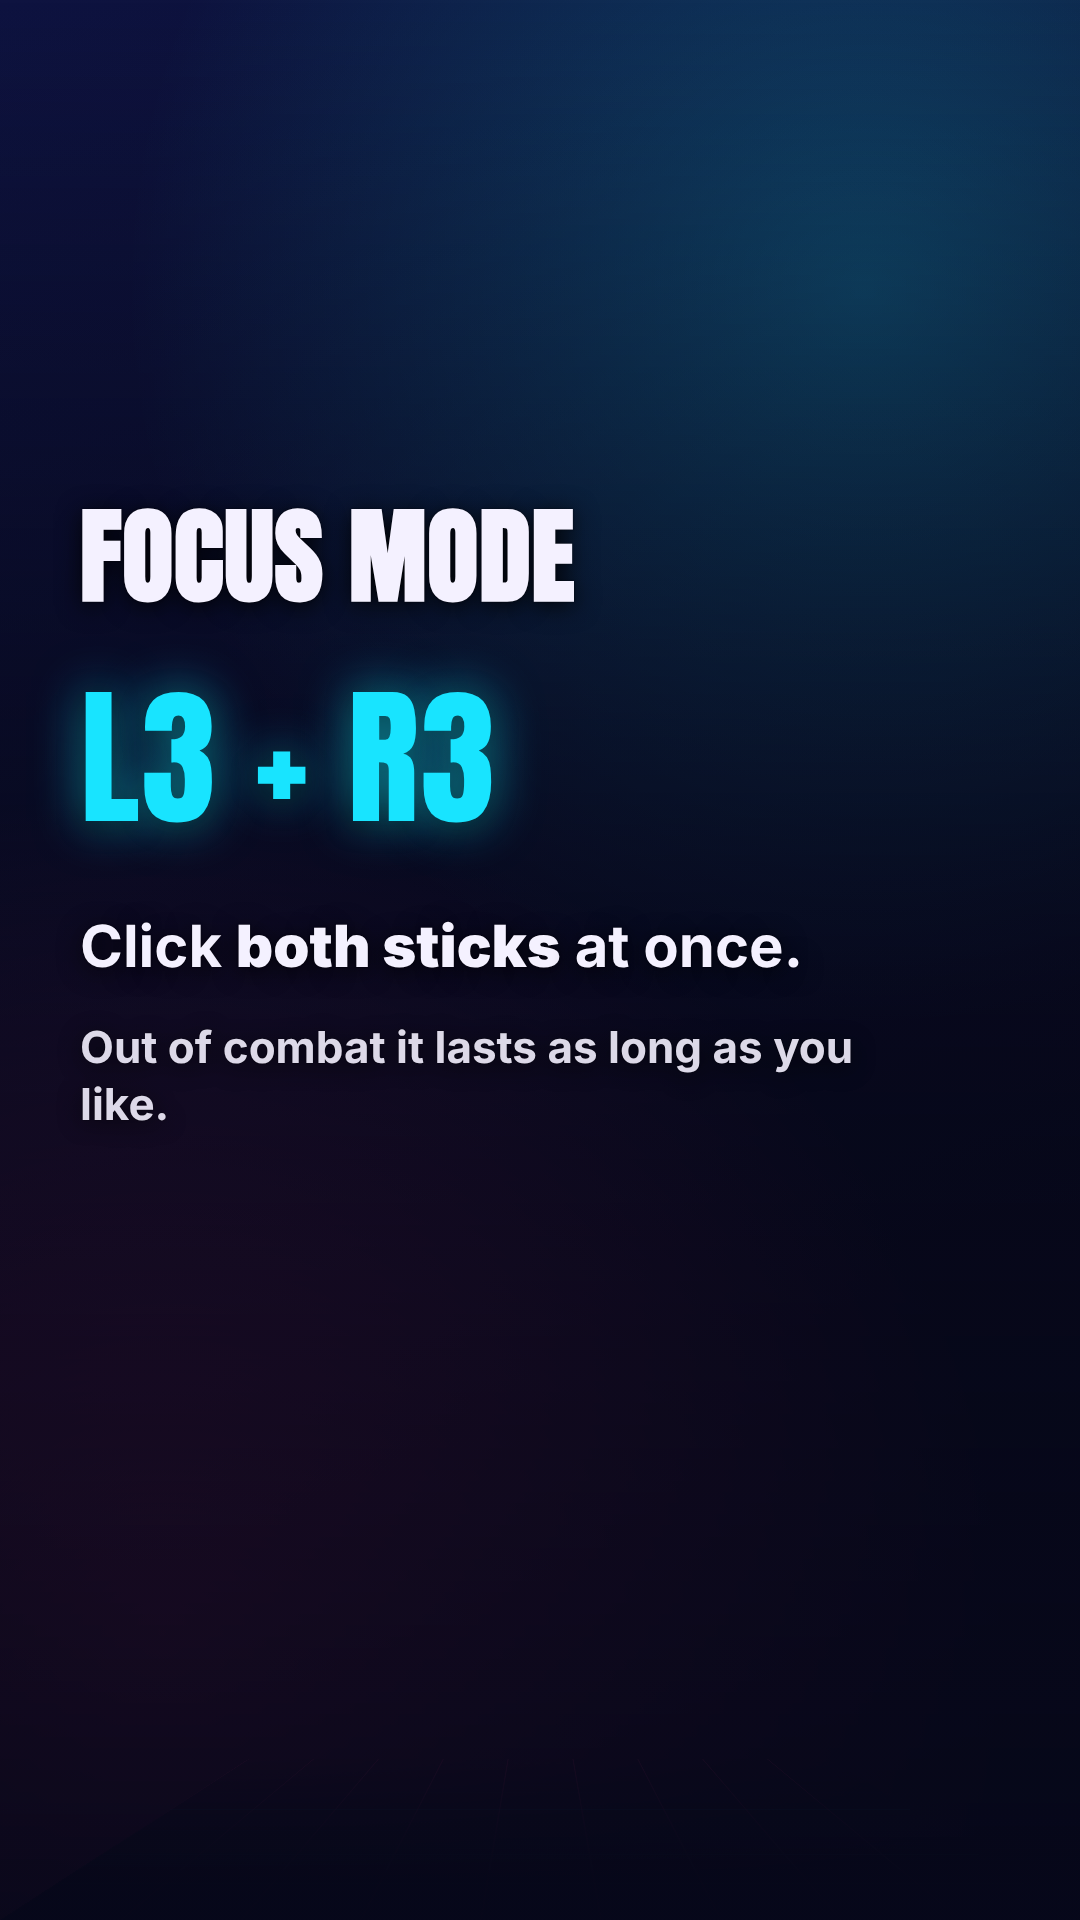 FOCUS MODE
L3 + R3
Click both sticks at once.
Out of combat it lasts as long as you
like.